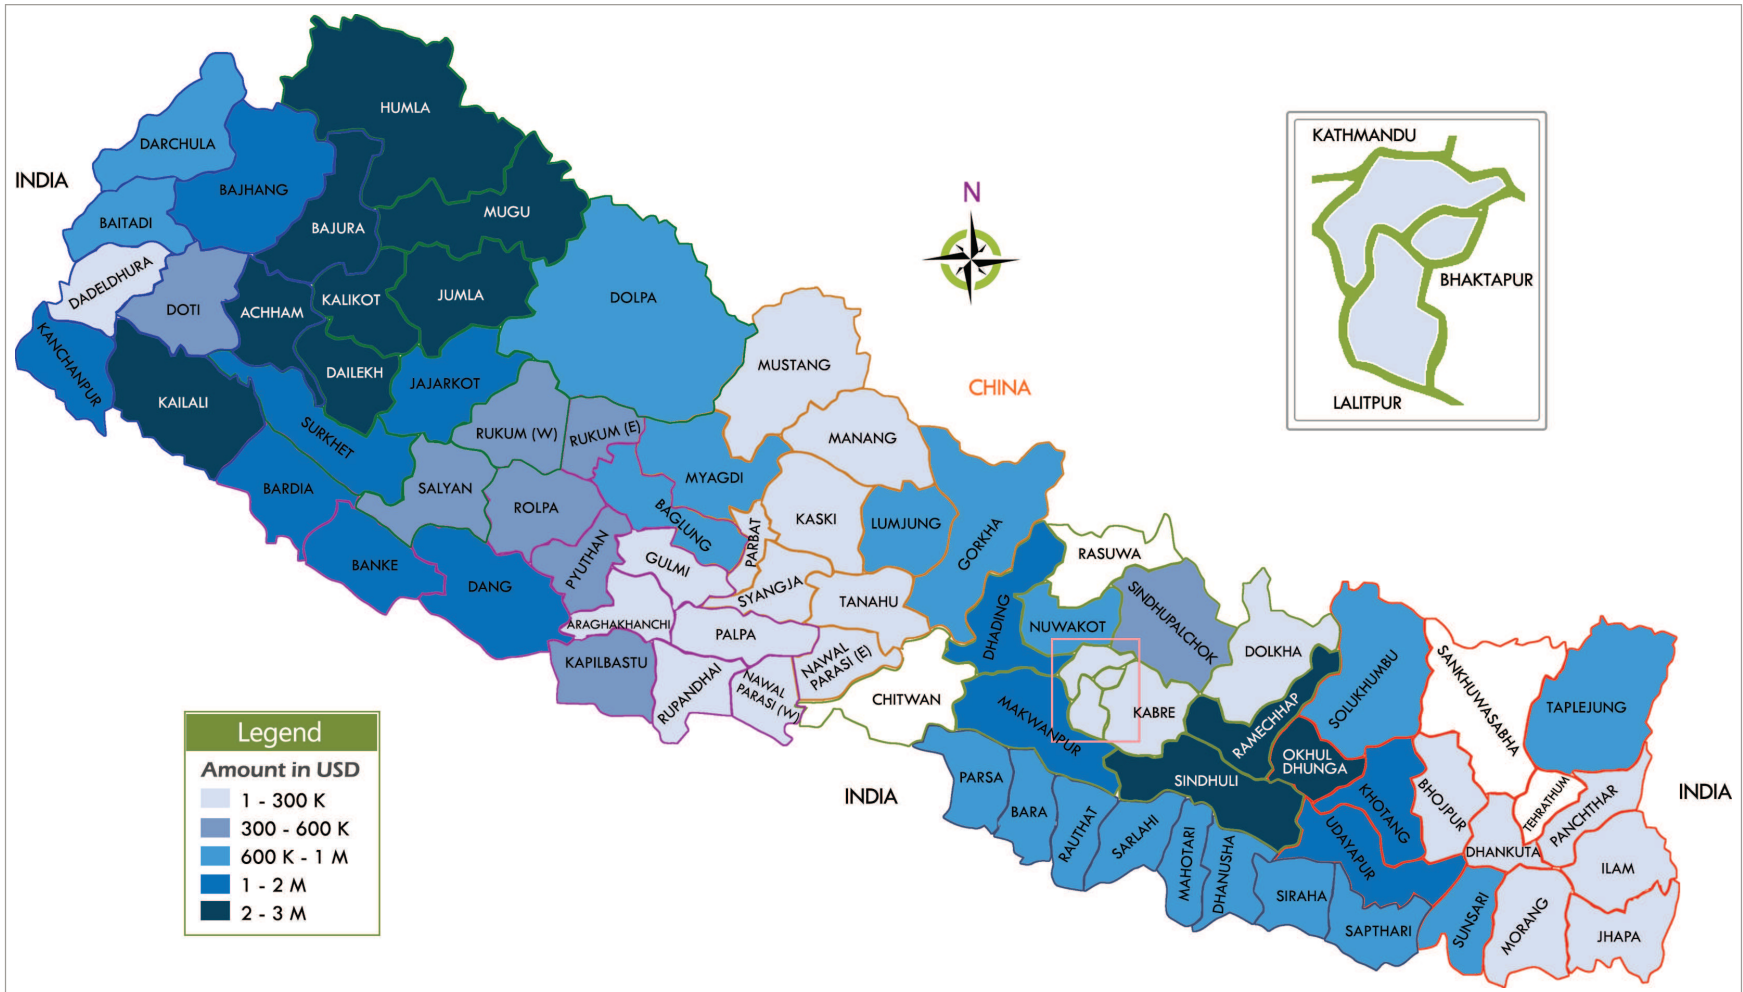 HUMLA
DARCHULA
INDIA
BAJHANG
MUGU
BAITADI
BAJURA
DADELDHURA
DOTI
ACHHAM
KALIKOT
JUMLA
DOLPA
KANCHANPUR
KAILALI
DAILEKH
JAJARKOT
MUSTANG
CHINA
N
KATHMANDU
BHAKTAPUR
LALITPUR
SURKHET
RUKUM (W)
RUKUM (E)
MANANG
BARDIA
SALYAN
ROLPA
MYAGDI
BAGLUNG
PARBAT
KASKI
LUMJUNG
GORKHA
BANKE
DANG
PYUTHAN
GULMI
SYANGJA
TANAHU
ARAGHAKHANCHI
PALPA
KAPILBASTU
RUPANDHAI
NAWAL
PARASI (W)
NAWAL
PARASI (E)
CHITWAN
DHADING
RASUWA
NUWAKOT
SINDHUPALCHOK
DOLKHA
KABRE
MAKWANPUR
RAMECHHAP
SINDHULI
OKHUL
DHUNGA
SOLUKHUMBU
SANKHUWASABHA
TAPLEJUNG
KHOTANG
BHOJPUR
TEHRATHUM
PANCHTHAR
DHANKUTA
ILAM
INDIA
INDIA
PARSA
BARA
RAUTHAT
SARLAHI
MAHOTARI
DHANUSHA
SIRAHA
UDAYAPUR
SAPTHARI
SUNSARI
MORANG
JHAPA
Legend
Amount in USD
1 - 300 K
300 - 600 K
600 K - 1 M
1 - 2 M
2 - 3 M